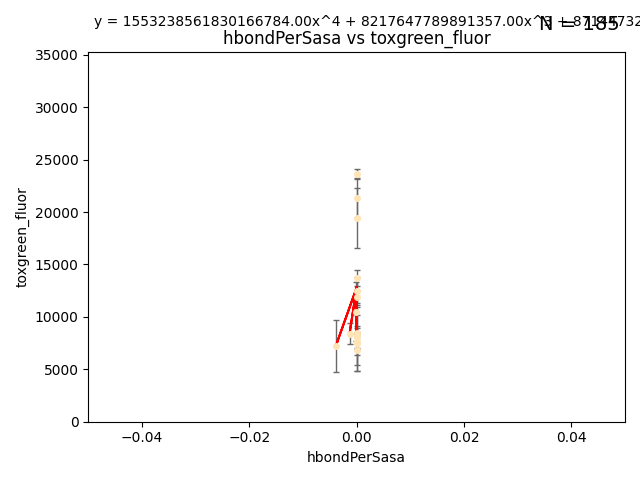 y = 1553238561830166784.00x^4 + 8217647789891357.00x^3 +
N = 185
hbondPerSasa vs toxgreen_fluor
35000
30000
25000
20000
15000
10000
5000
0
toxgreen_fluor
−0.04
−0.02
0.00
0.02
0.04
hbondPerSasa